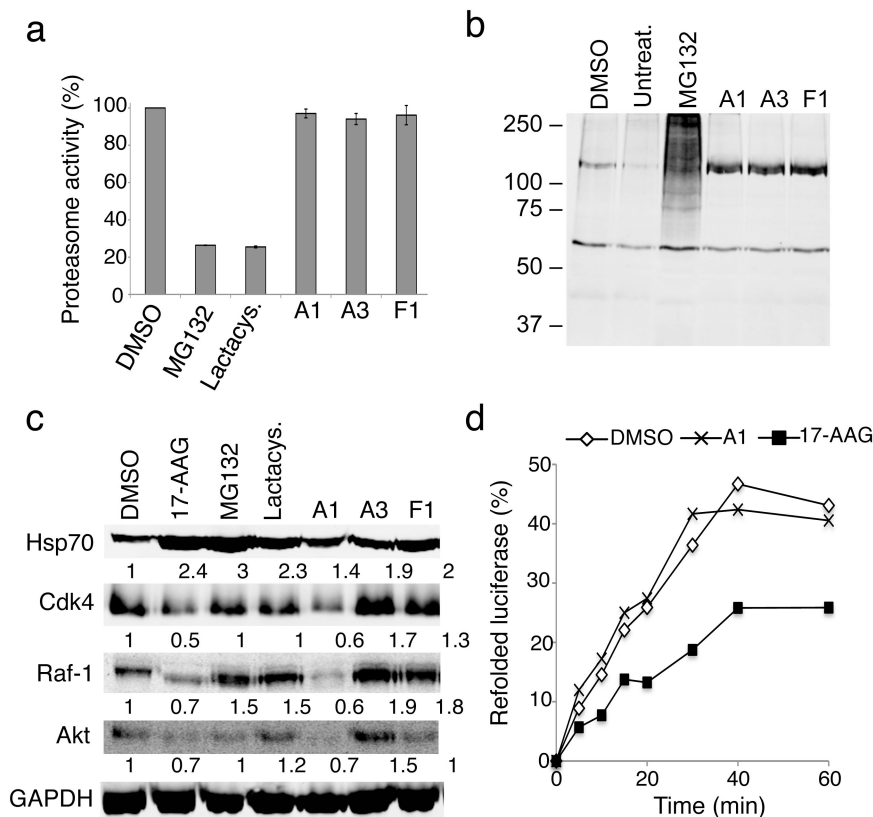 a
Proteasome activity (%)
100
80
60
40
20
0
DMSO
MG132
Lactacys.
A1
A3
F1
b
DMSO
Untreat.
MG132
A1
A3
F1
250
100
75
50
37
c
DMSO
17-AAG
MG132
Lactacys.
A1
A3
F1
Hsp70
1 2.4 3 2.3 1.4 1.9 2
Cdk4
1 0.5 1 1 0.6 1.7 1.3
Raf-1
1 0.7 1.5 1.5 0.6 1.9 1.8
Akt
1 0.7 1 1.2 0.7 1.5 1
GAPDH
d
DMSO A1 17-AAG
Refolded luciferase (%)
50
40
30
20
10
0
0 20 40 60
Time (min)